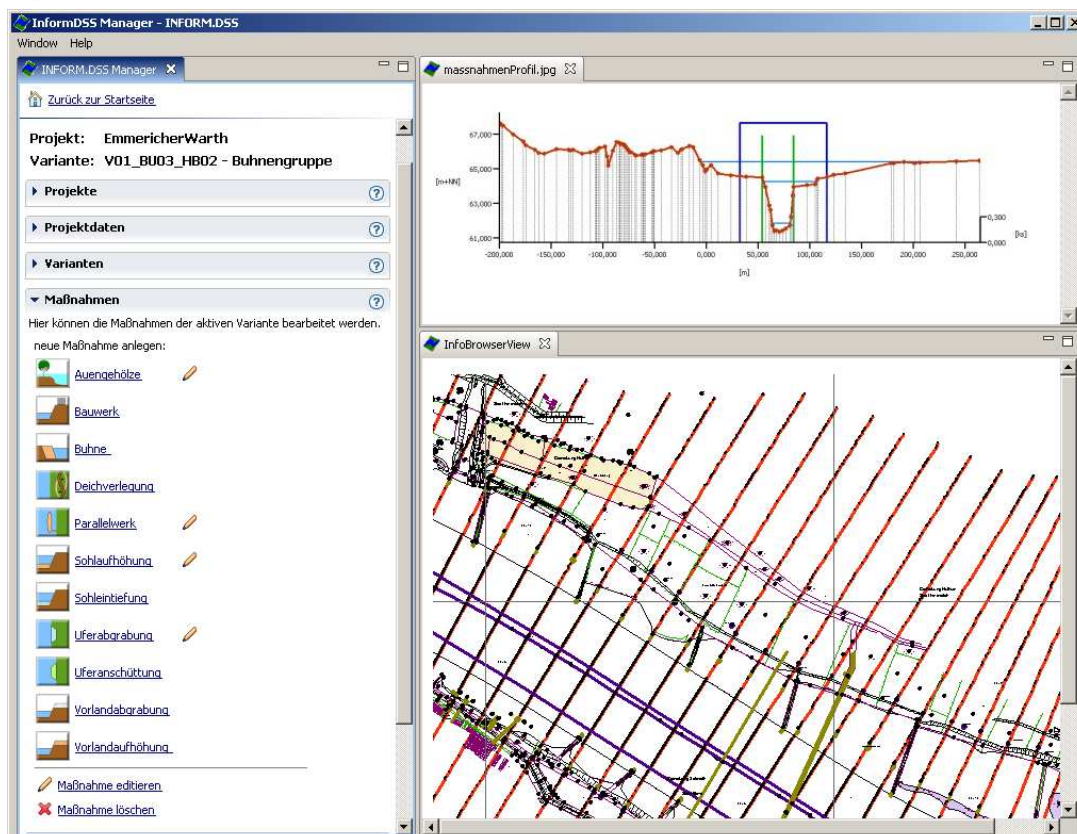 InformDSS Manager - INFORM.DSS
Window Help
INFORM.DSS Manager
Zurück zur Startseite
Projekt: EmmericherWarth
Variante: V01_BU03_HB02 - Buhnengruppe
Projekte
Projektdaten
Varianten
Maßnahmen
Hier können die Maßnahmen der aktiven Variante bearbeitet werden.
neue Maßnahme anlegen:
Auengehölze
Bauwerk
Buhne
Deichverlegung
Parallelwerk
Sohlaufhöhung
Sohleintiefung
Uferabgrabung
Uferanschüttung
Vorlandabgrabung
Vorlandaufhöhung
Maßnahme editieren
Maßnahme löschen
massnahmenProfil.jpg
67,000
65,000
[m+NN]
63,000
61,000
0,300
[ks]
0,000
-200,000 -150,000 -100,000 -50,000 0,000 50,000 100,000 150,000 200,000 250,000
[m]
InfoBrowserView